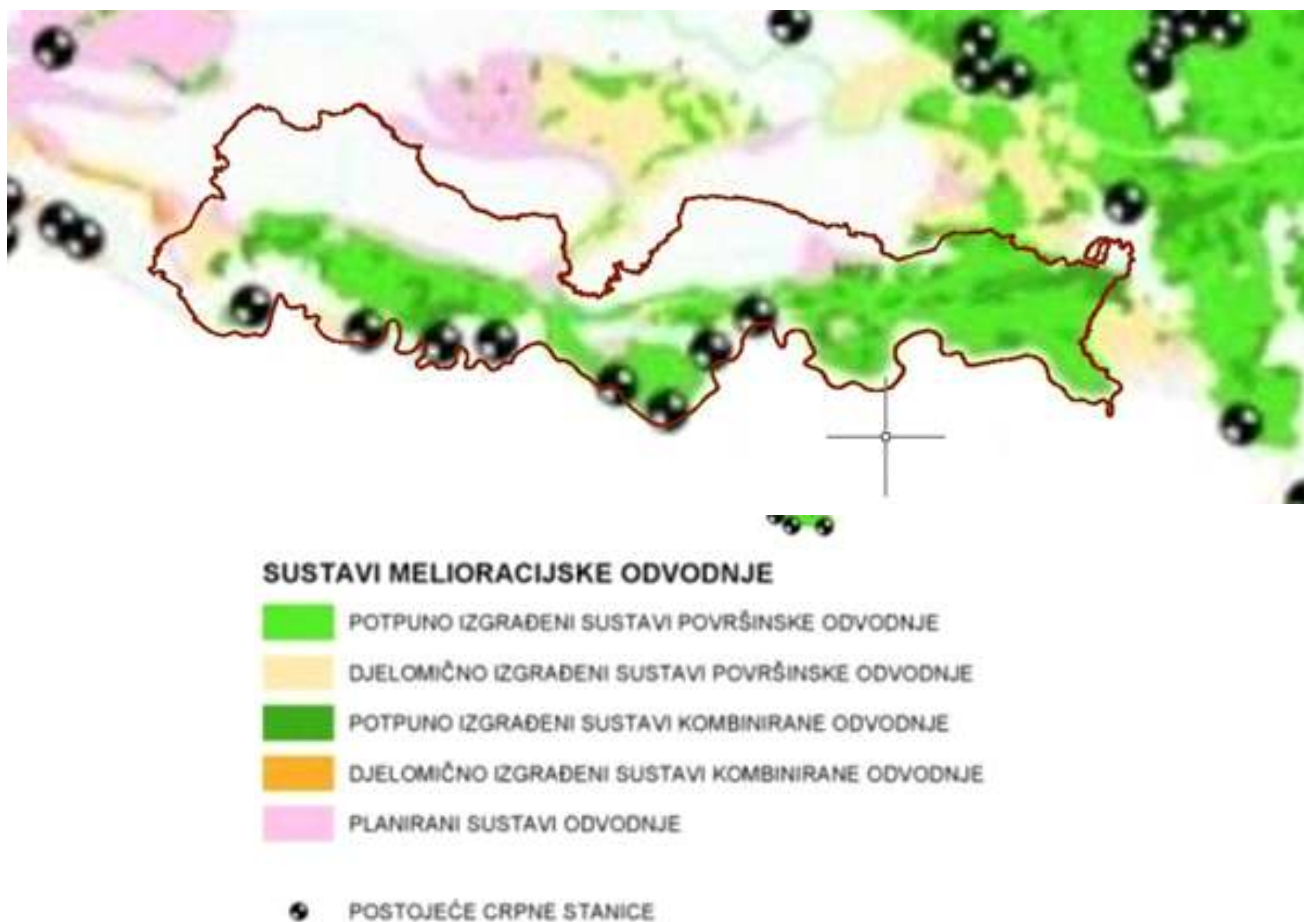 SUSTAVI MELIORACIJSKE ODVODNJE
POTPUNO IZGRAĐENI SUSTAVI POVRŠINSKE ODVODNJE
DJELOMIČNO IZGRAĐENI SUSTAVI POVRŠINSKE ODVODNJE
POTPUNO IZGRAĐENI SUSTAVI KOMBINIRANE ODVODNJE
DJELOMIČNO IZGRAĐENI SUSTAVI KOMBINIRANE ODVODNJE
PLANIRANI SUSTAVI ODVODNJE
POSTOJEĆE CRPNE STANICE